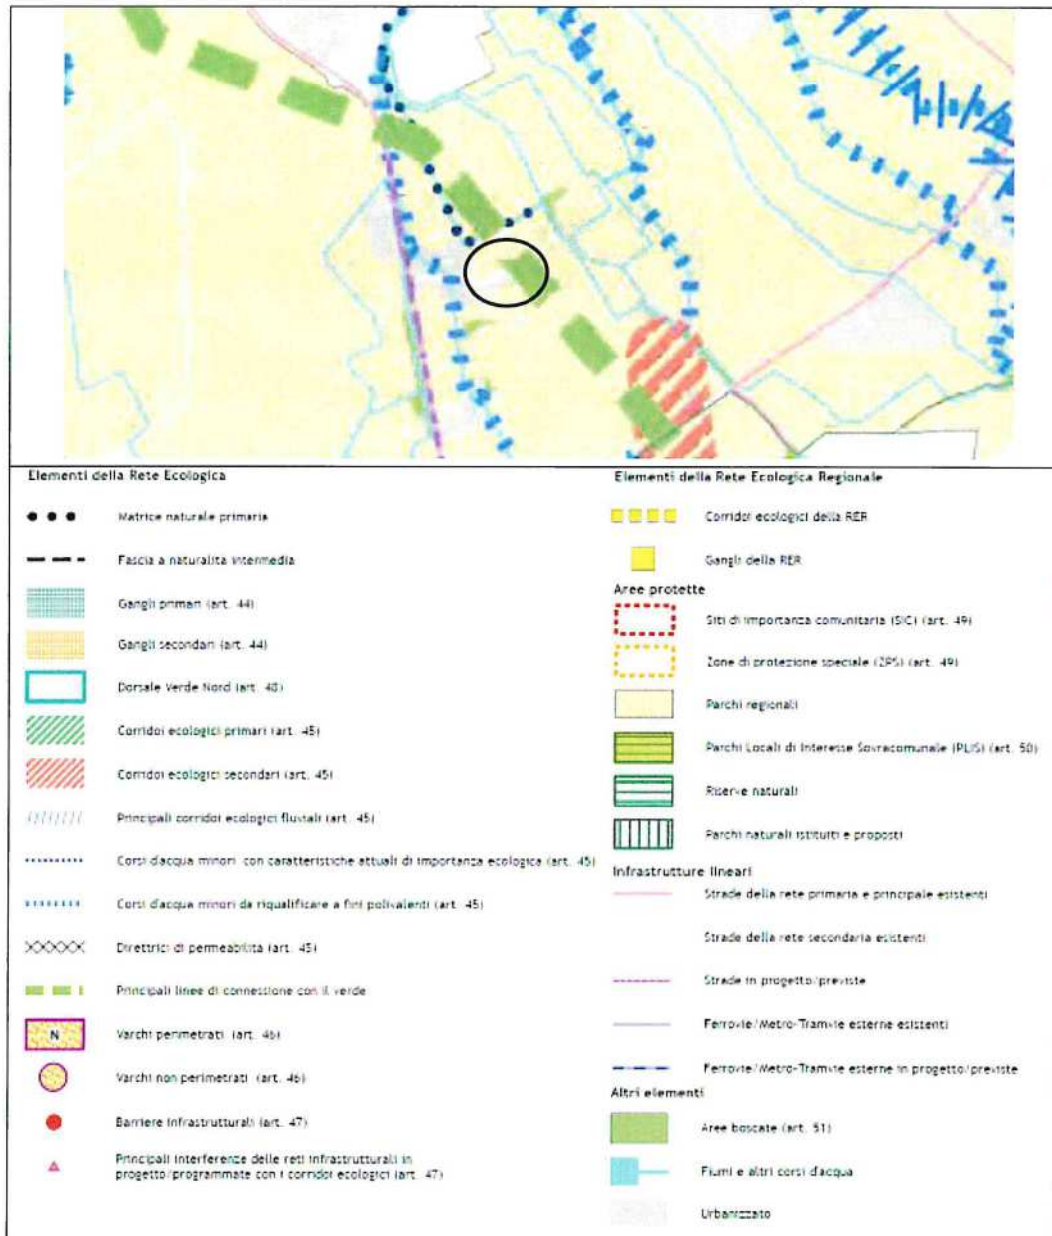 Elementi della Rete Ecologica
Matrice naturale primaria
Fascia a naturalità intermedia
Gangli primari (art. 44)
Gangli secondari (art. 44)
Dorsale Verde Nord (art. 48)
Corridoi ecologici primari (art. 45)
Corridoi ecologici secondari (art. 45)
Principali corridoi ecologici fluviali (art. 45)
Corsi d'acqua minori con caratteristiche attuali di importanza ecologica (art. 45)
Corsi d'acqua minori da riqualificare a fini polivalenti (art. 45)
Direttrici di permeabilità (art. 45)
Principali linee di connessione con il verde
N
Varchi perimetrati (art. 46)
Varchi non perimetrati (art. 46)
Barriere infrastrutturali (art. 47)
Principali interferenze delle reti infrastrutturali in
progetto/programmate con i corridoi ecologici (art. 47)
Elementi della Rete Ecologica Regionale
Corridoi ecologici della RER
Gangli della RER
Aree protette
Siti di importanza comunitaria (SIC) (art. 49)
Zone di protezione speciale (ZPS) (art. 49)
Parchi regionali
Parchi Locali di Interesse Sovracomunale (PLIS) (art. 50)
Riserve naturali
Parchi naturali istituiti e proposti
Infrastrutture lineari
Strade della rete primaria e principale esistenti
Strade della rete secondaria esistenti
Strade in progetto/previste
Ferrovie/Metro-Tramvie esterne esistenti
Ferrovie/Metro-Tramvie esterne in progetto/previste
Altri elementi
Aree boscate (art. 51)
Fiumi e altri corsi d'acqua
Urbanizzato